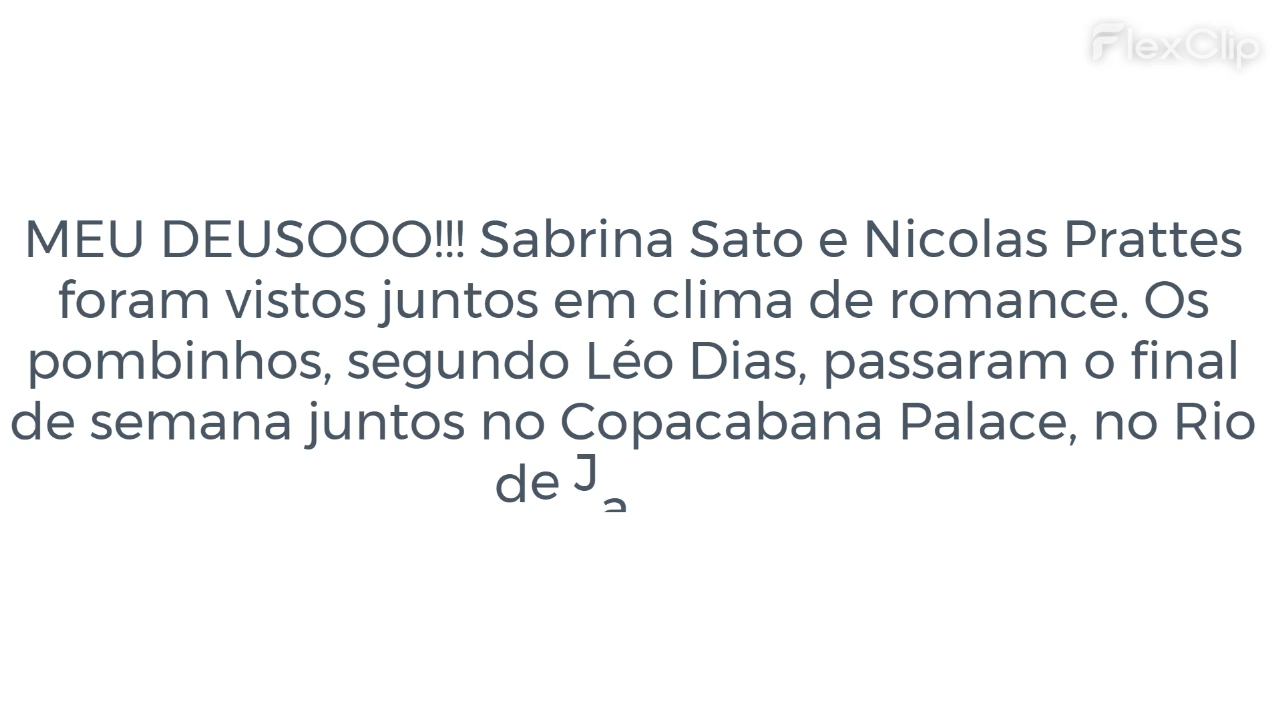 FlexClip
MEU DEUSOOO!!! Sabrina Sato e Nicolas Prattes
foram vistos juntos em clima de romance. Os
pombinhos, segundo Léo Dias, passaram o final
de semana juntos no Copacabana Palace, no Rio
de Ja